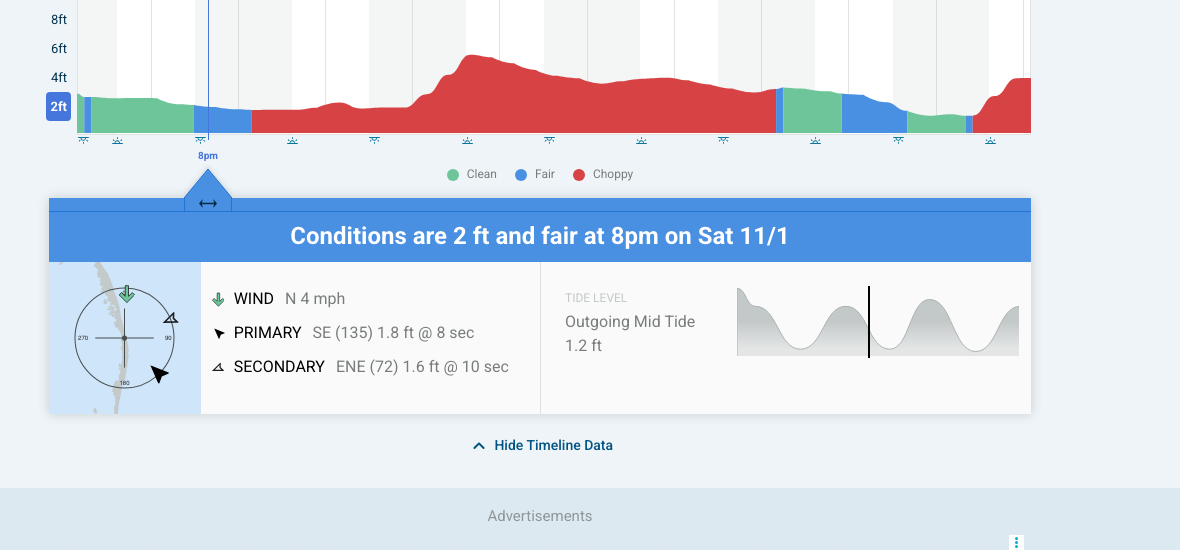 8ft
6ft
4ft
2ft
8pm
Clean
Fair
Choppy
Conditions are 2 ft and fair at 8pm on Sat 11/1
270
90
180
WIND N 4 mph
PRIMARY SE (135) 1.8 ft @ 8 sec
SECONDARY ENE (72) 1.6 ft @ 10 sec
TIDE LEVEL
Outgoing Mid Tide
1.2 ft
Hide Timeline Data
Advertisements